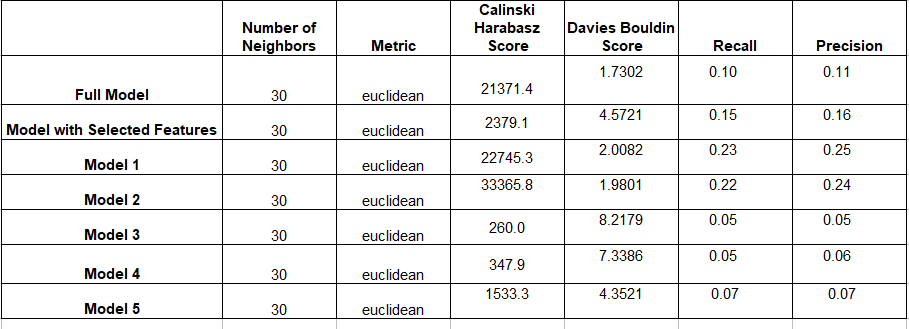 Number of Neighbors Metric Calinski Harabasz Score Davies Bouldin Score Recall Precision
Full Model 30 euclidean 21371.4 1.7302 0.10 0.11
Model with Selected Features 30 euclidean 2379.1 4.5721 0.15 0.16
Model 1 30 euclidean 22745.3 2.0082 0.23 0.25
Model 2 30 euclidean 33365.8 1.9801 0.22 0.24
Model 3 30 euclidean 260.0 8.2179 0.05 0.05
Model 4 30 euclidean 347.9 7.3386 0.05 0.06
Model 5 30 euclidean 1533.3 4.3521 0.07 0.07